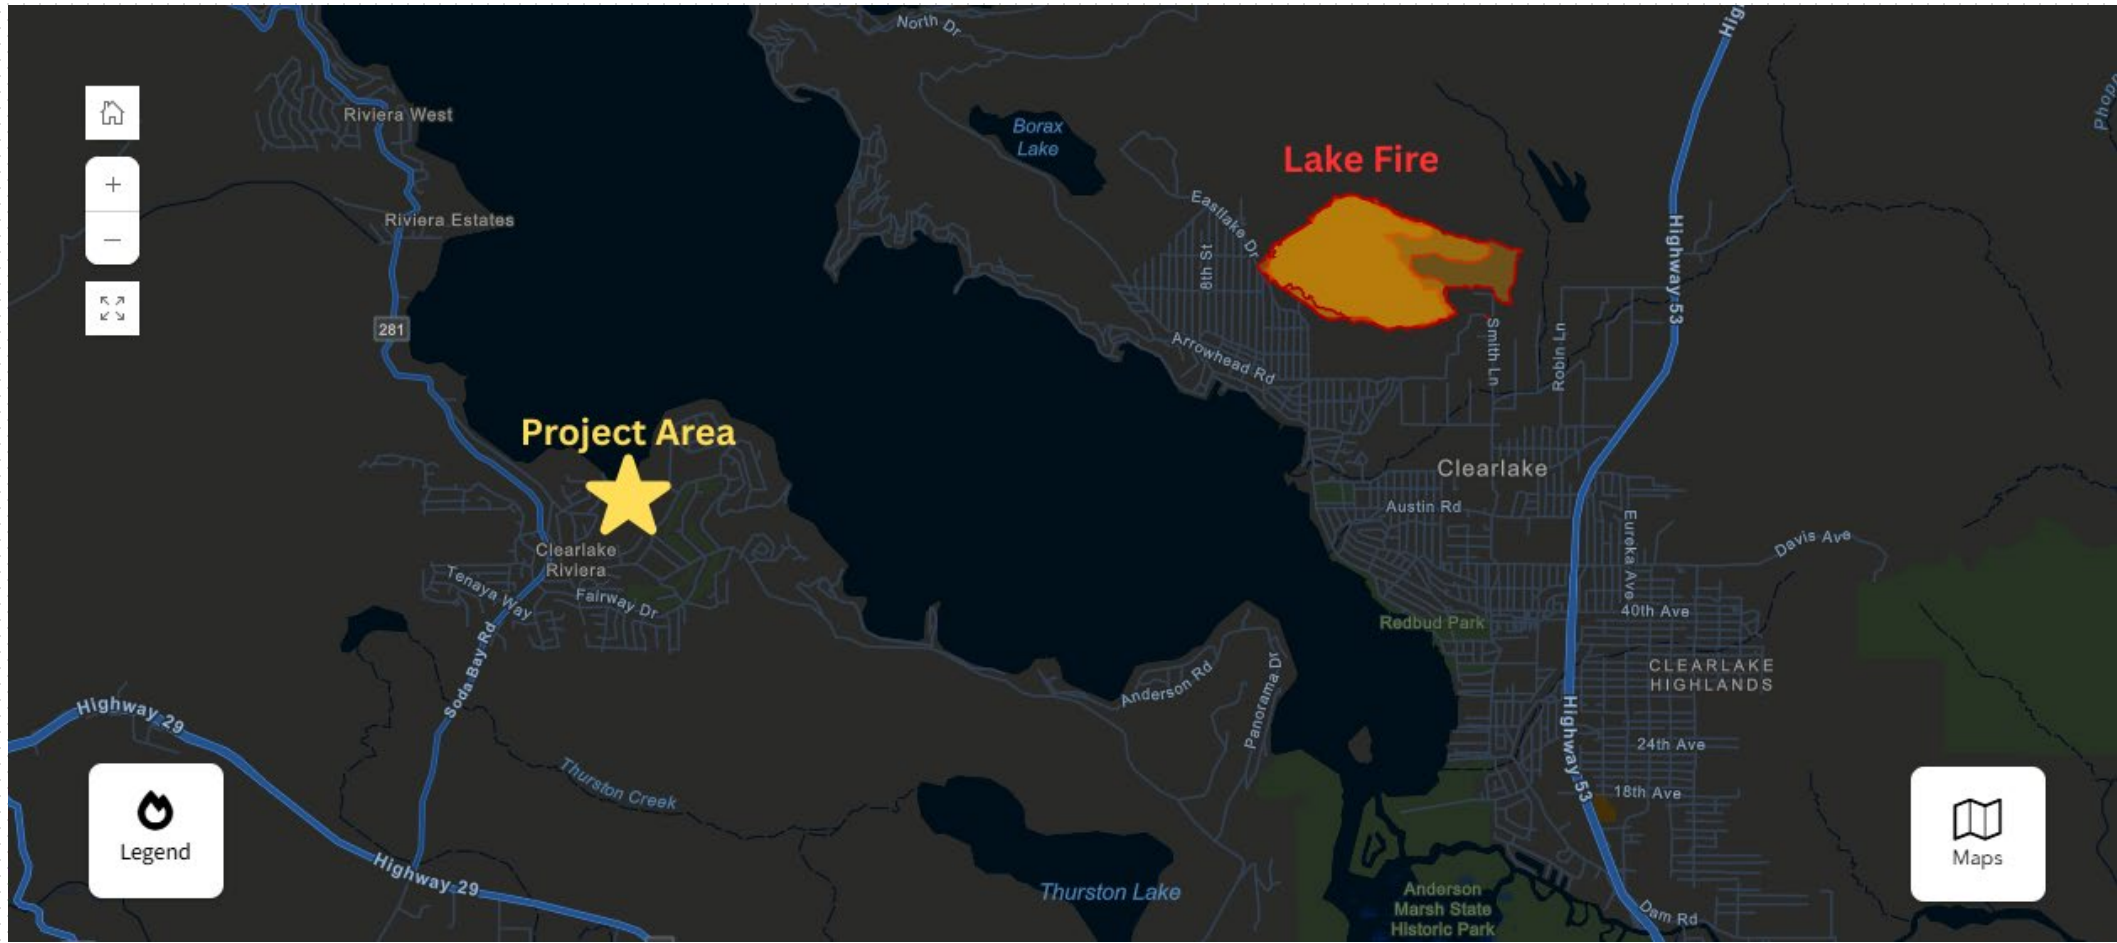 North Dr
High
Phopp
Riviera West
Borax
Lake
Lake Fire
Eastlake Dr
Riviera Estates
8th St
Highway 53
281
Smith Ln
Robin Ln
Arrowhead Rd
Project Area
Clearlake
Austin Rd
Eureka Ave
Davis Ave
Clearlake
Riviera
Tenaya Way
Fairway Dr
40th Ave
Redbud Park
Soda Bay Rd
Anderson Rd
Panorama Dr
CLEARLAKE
HIGHLANDS
Highway 29
Highway 53
24th Ave
Thurston Creek
18th Ave
Legend
Maps
Highway 29
Thurston Lake
Anderson
Marsh State
Historic Park
Dam Rd